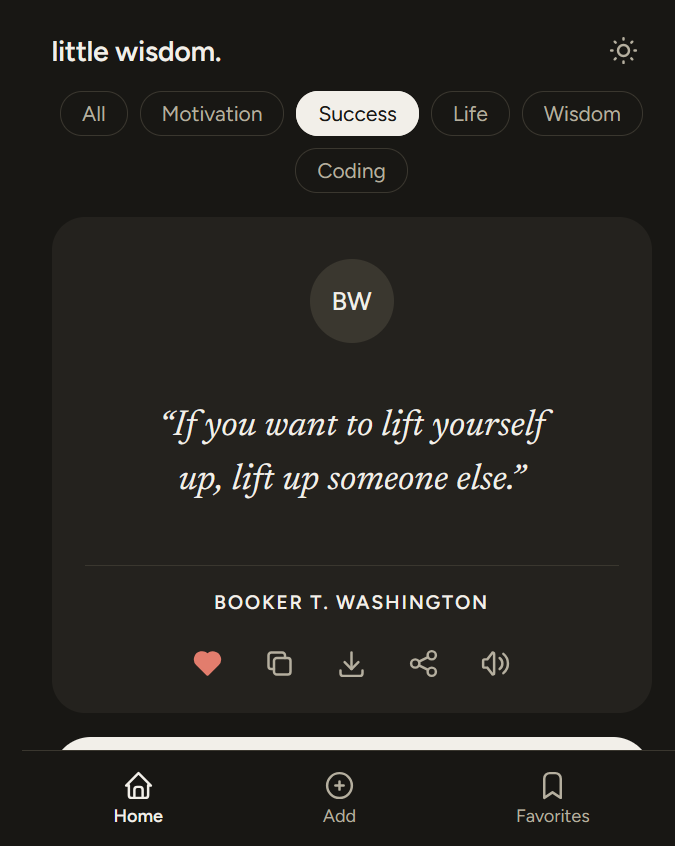 little wisdom.
All Motivation Success Life Wisdom
Coding
BW
“If you want to lift yourself
up, lift up someone else.”
BOOKER T. WASHINGTON
Home Add Favorites